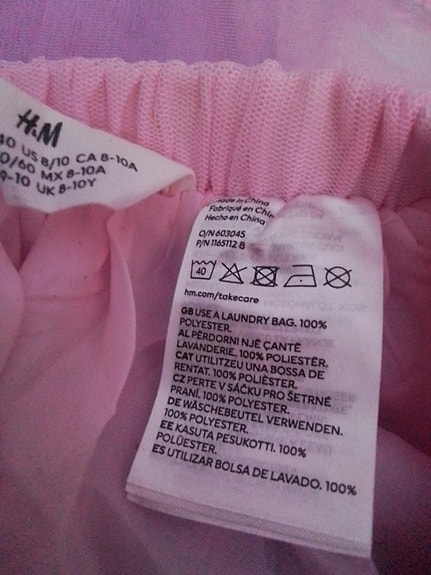 H&M
40 US 8/10 CA 8-10A
0/60 MX 8-10A
9-10 UK 8-10Y
Made in China
Fabriqué en Chin
Hecho en China
O/N 603045
P/N 1165112 8
40
hm.com/takecare
GB USE A LAUNDRY BAG. 100%
POLYESTER.
AL PËRDORNI NJË ÇANTË
LAVANDERIE. 100% POLIESTËR.
CAT UTILITZEU UNA BOSSA DE
RENTAT. 100% POLIÈSTER.
CZ PERTE V SÁČKU PRO ŠETRNÉ
PRANÍ. 100% POLYESTER.
DE WÄSCHEBEUTEL VERWENDEN.
100% POLYESTER.
EE KASUTA PESUKOTTI. 100%
POLÜESTER.
ES UTILIZAR BOLSA DE LAVADO. 100%